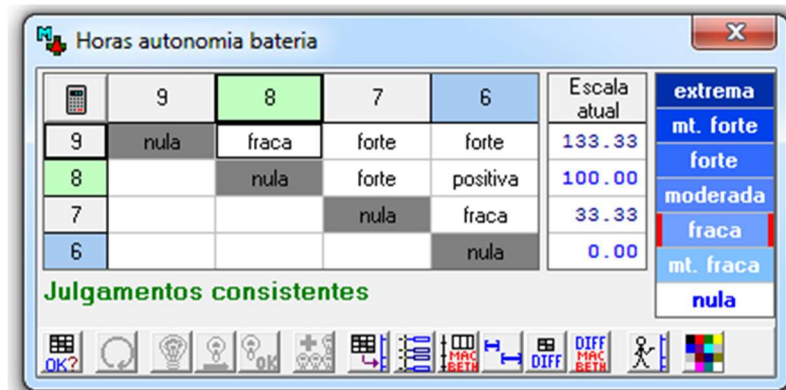 Horas autonomia bateria
9 8 7 6 Escala atual
9 nula fraca forte forte 133.33
8 nula forte positiva 100.00
7 nula fraca 33.33
6 nula 0.00
extrema
mt. forte
forte
moderada
fraca
mt. fraca
nula
Julgamentos consistentes
OK? OK MAC BETH DIFF DIFF MAC BETH